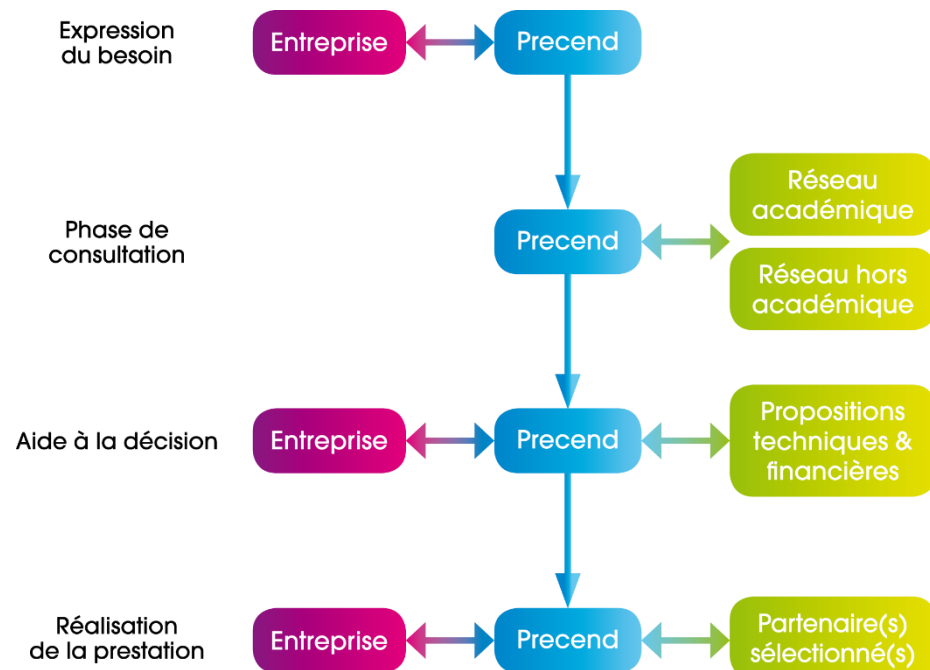 Expression
du besoin
Entreprise
Precend
Phase de
consultation
Precend
Réseau
académique
Réseau hors
académique
Aide à la décision
Entreprise
Precend
Propositions
techniques &
financières
Réalisation
de la prestation
Entreprise
Precend
Partenaire(s)
sélectionné(s)